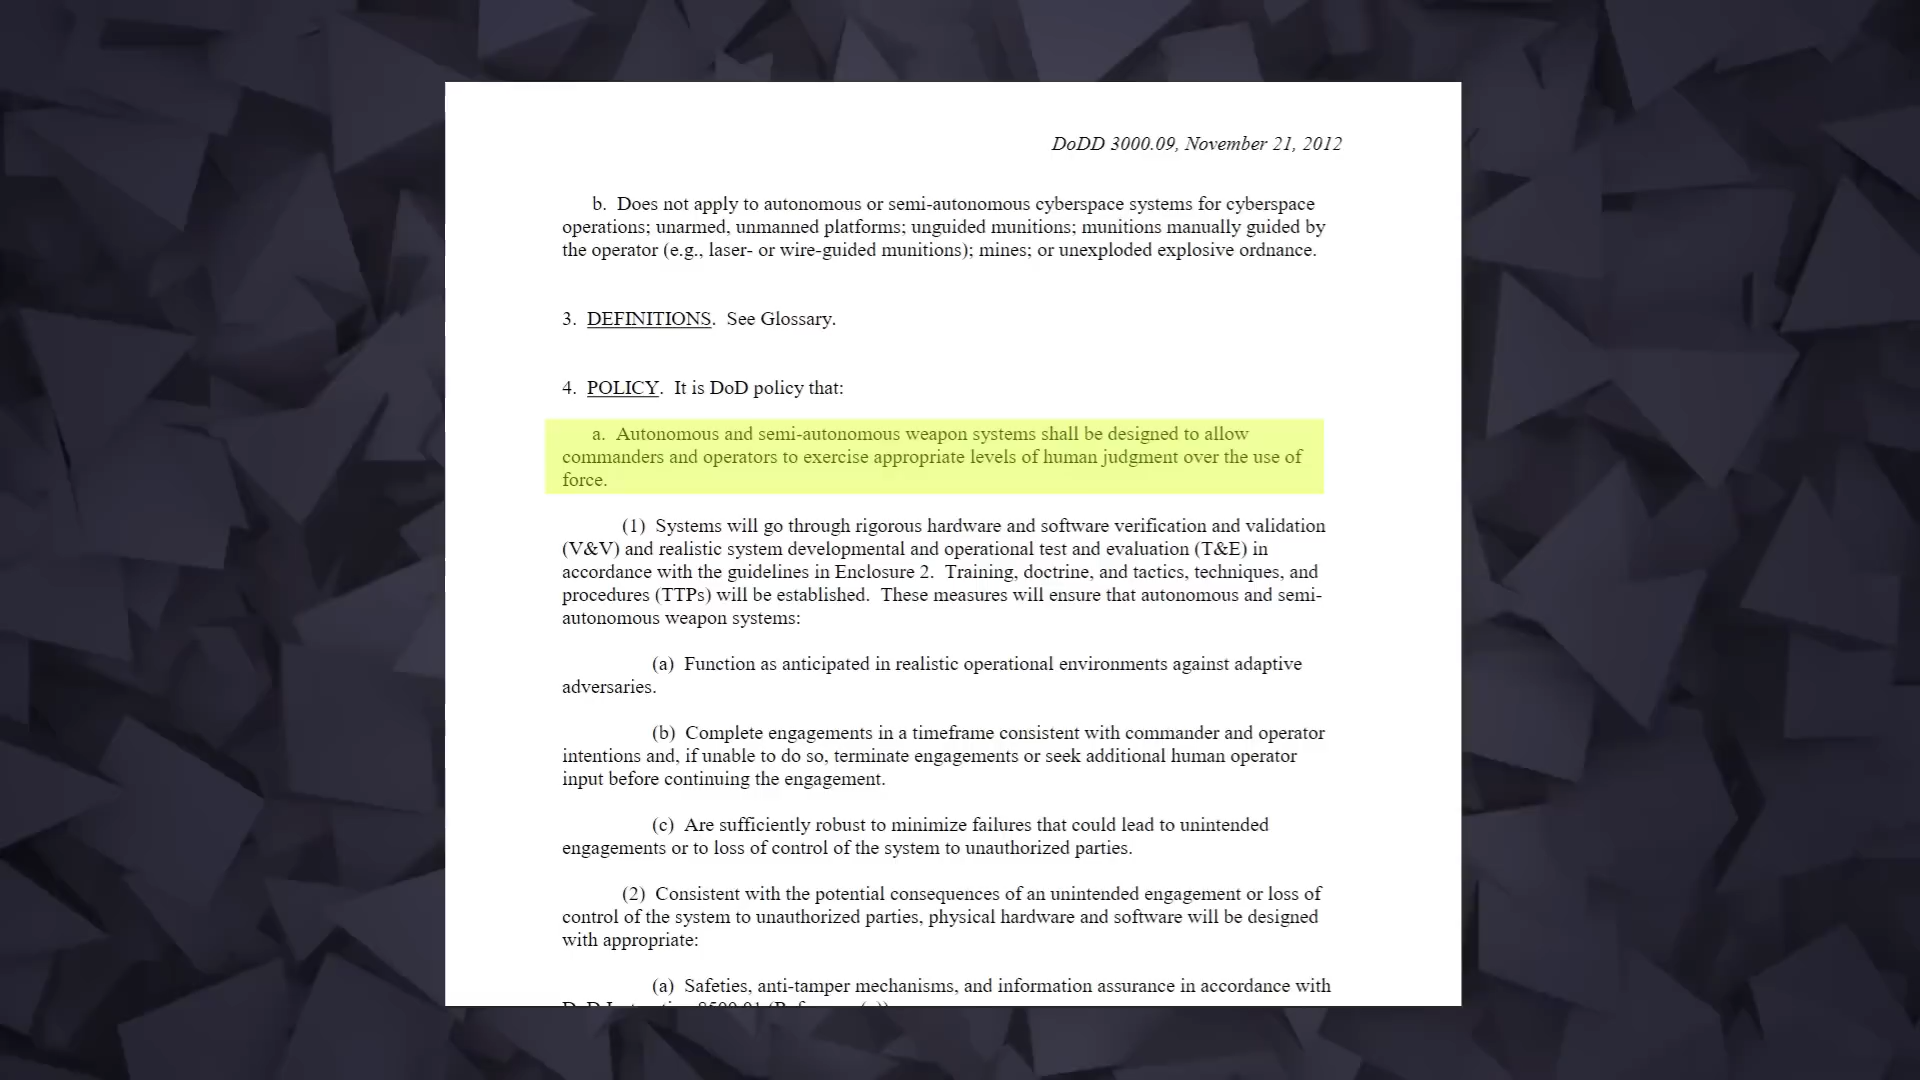 DoDD 3000.09, November 21, 2012
b. Does not apply to autonomous or semi-autonomous cyberspace systems for cyberspace
operations; unarmed, unmanned platforms; unguided munitions; munitions manually guided by
the operator (e.g., laser- or wire-guided munitions); mines; or unexploded explosive ordnance.
3. DEFINITIONS. See Glossary.
4. POLICY. It is DoD policy that:
a. Autonomous and semi-autonomous weapon systems shall be designed to allow
commanders and operators to exercise appropriate levels of human judgment over the use of
force.
(1) Systems will go through rigorous hardware and software verification and validation
(V&V) and realistic system developmental and operational test and evaluation (T&E) in
accordance with the guidelines in Enclosure 2. Training, doctrine, and tactics, techniques, and
procedures (TTPs) will be established. These measures will ensure that autonomous and semi-
autonomous weapon systems:
(a) Function as anticipated in realistic operational environments against adaptive
adversaries.
(b) Complete engagements in a timeframe consistent with commander and operator
intentions and, if unable to do so, terminate engagements or seek additional human operator
input before continuing the engagement.
(c) Are sufficiently robust to minimize failures that could lead to unintended
engagements or to loss of control of the system to unauthorized parties.
(2) Consistent with the potential consequences of an unintended engagement or loss of
control of the system to unauthorized parties, physical hardware and software will be designed
with appropriate:
(a) Safeties, anti-tamper mechanisms, and information assurance in accordance with